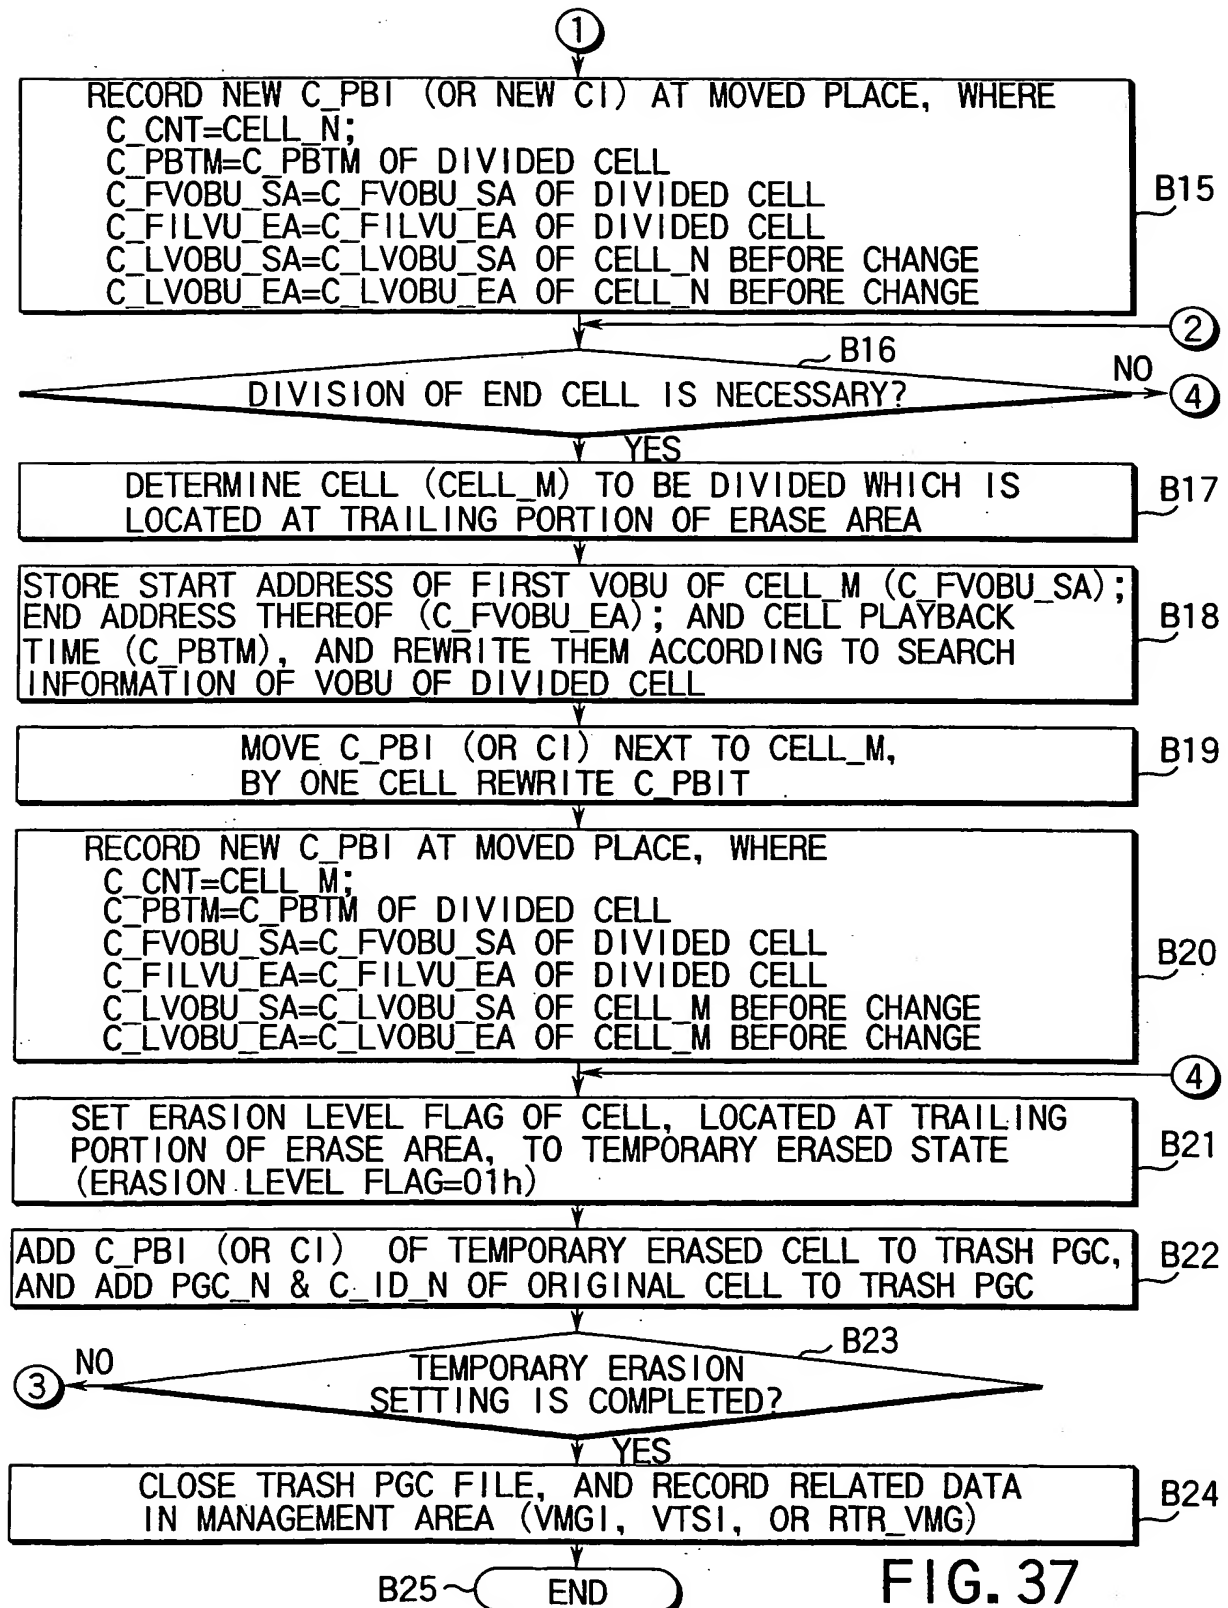 1
RECORD NEW C_PBI (OR NEW CI) AT MOVED PLACE, WHERE
C_CNT=CELL_N;
C_PBTM=C_PBTM OF DIVIDED CELL
C_FVOBU_SA=C_FVOBU_SA OF DIVIDED CELL
C_FILVU_EA=C_FILVU_EA OF DIVIDED CELL
C_LVOBU_SA=C_LVOBU_SA OF CELL_N BEFORE CHANGE
C_LVOBU_EA=C_LVOBU_EA OF CELL_N BEFORE CHANGE
B15
2
B16
DIVISION OF END CELL IS NECESSARY?
NO
4
YES
DETERMINE CELL (CELL_M) TO BE DIVIDED WHICH IS
LOCATED AT TRAILING PORTION OF ERASE AREA
B17
STORE START ADDRESS OF FIRST VOBU OF CELL_M (C_FVOBU_SA);
END ADDRESS THEREOF (C_FVOBU_EA); AND CELL PLAYBACK
TIME (C_PBTM), AND REWRITE THEM ACCORDING TO SEARCH
INFORMATION OF VOBU OF DIVIDED CELL
B18
MOVE C_PBI (OR CI) NEXT TO CELL_M,
BY ONE CELL REWRITE C_PBIT
B19
RECORD NEW C_PBI AT MOVED PLACE, WHERE
C_CNT=CELL_M;
C_PBTM=C_PBTM OF DIVIDED CELL
C_FVOBU_SA=C_FVOBU_SA OF DIVIDED CELL
C_FILVU_EA=C_FILVU_EA OF DIVIDED CELL
C_LVOBU_SA=C_LVOBU_SA OF CELL_M BEFORE CHANGE
C_LVOBU_EA=C_LVOBU_EA OF CELL_M BEFORE CHANGE
B20
4
SET ERASION LEVEL FLAG OF CELL, LOCATED AT TRAILING
PORTION OF ERASE AREA, TO TEMPORARY ERASED STATE
(ERASION LEVEL FLAG=01h)
B21
ADD C_PBI (OR CI) OF TEMPORARY ERASED CELL TO TRASH PGC,
AND ADD PGC_N & C_ID_N OF ORIGINAL CELL TO TRASH PGC
B22
B23
NO
3
TEMPORARY ERASION
SETTING IS COMPLETED?
YES
CLOSE TRASH PGC FILE, AND RECORD RELATED DATA
IN MANAGEMENT AREA (VMGI, VTSI, OR RTR_VMG)
B24
B25
END
FIG. 37